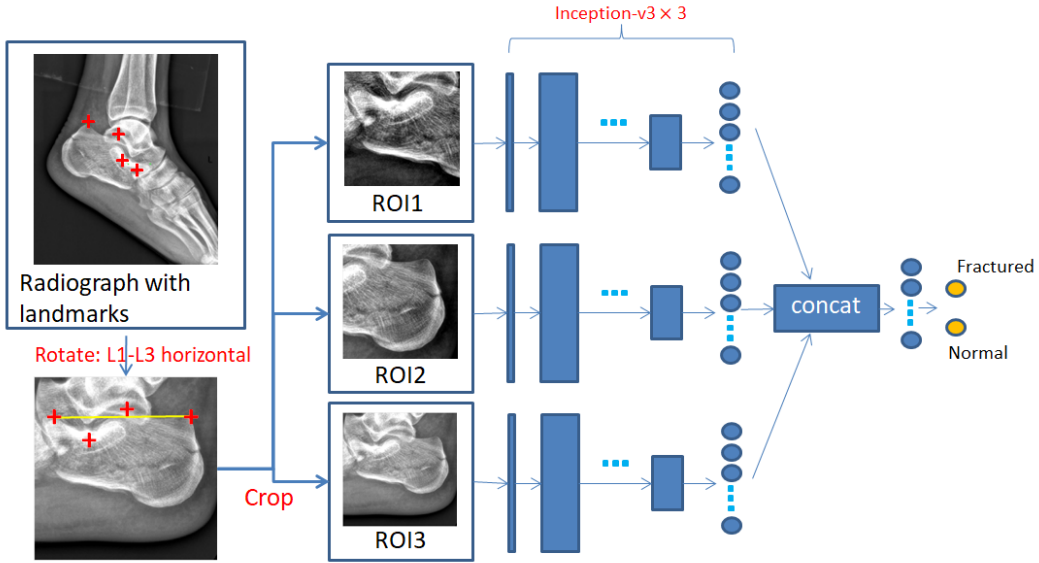 Inception-v3 × 3
Radiograph with
landmarks
Rotate: L1-L3 horizontal
Crop
ROI1
ROI2
ROI3
concat
Fractured
Normal